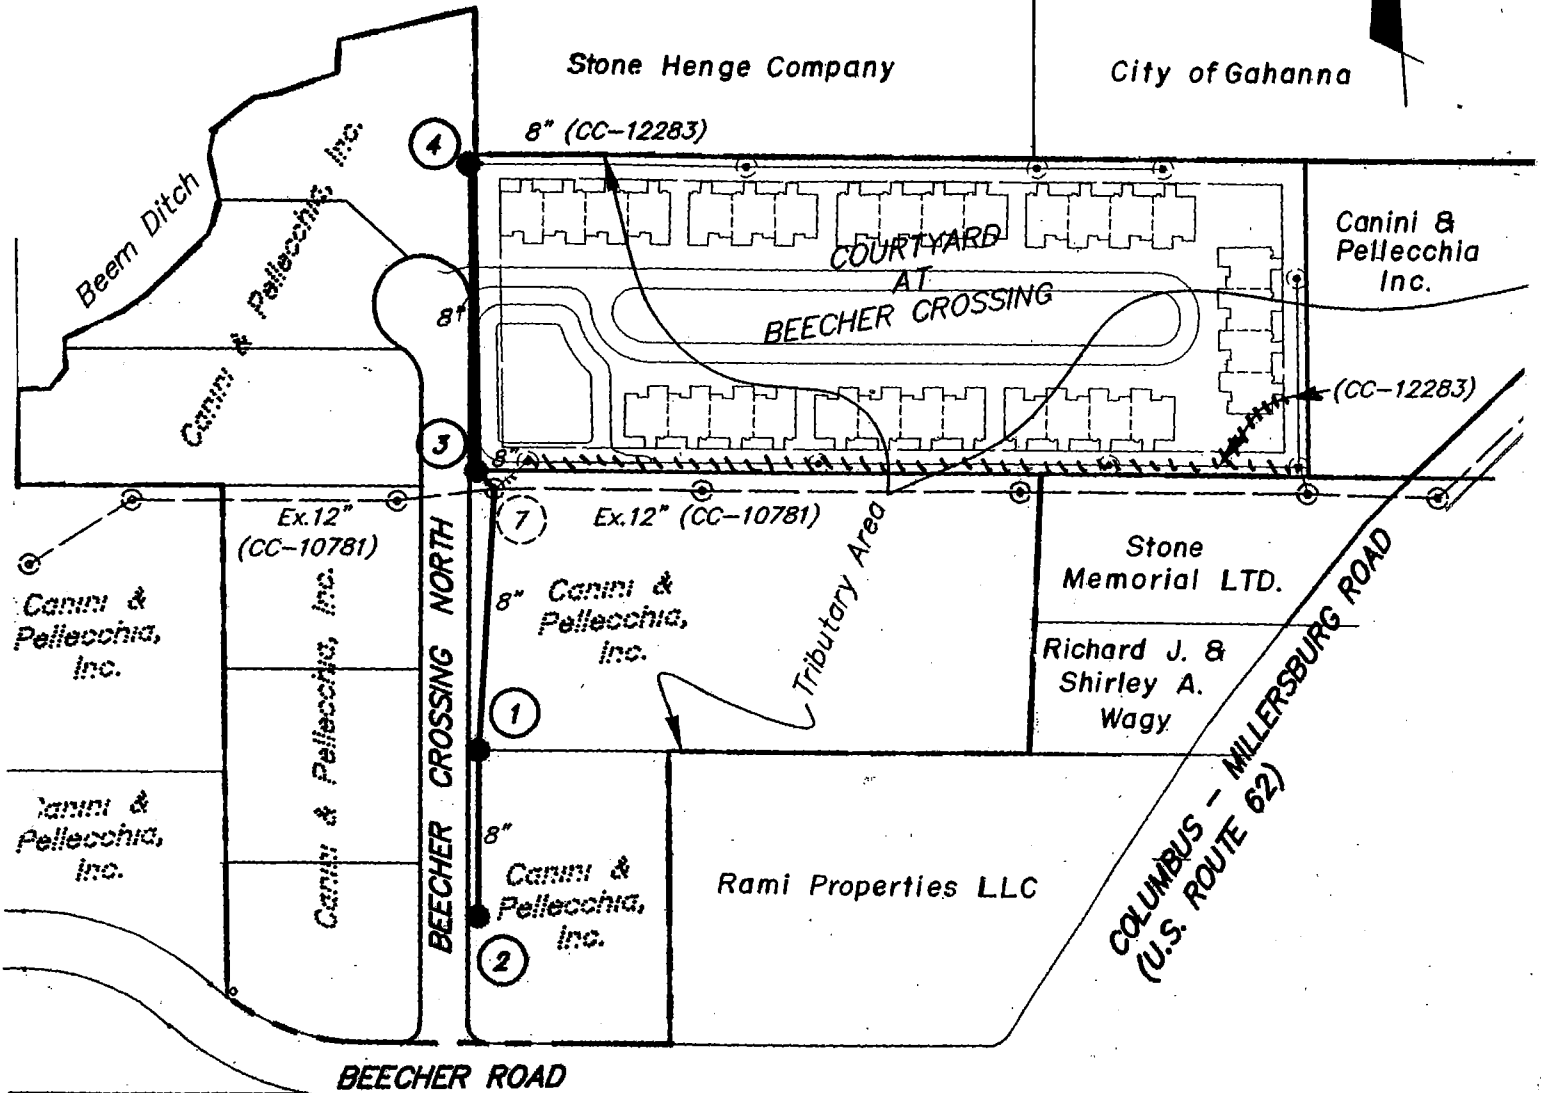 Stone Henge Company
City of Gahanna
4
8" (CC-12283)
Beem Ditch
Canini & Pellecchia, Inc.
Canini &
Pellecchia
Inc.
COURTYARD
AT
BEECHER CROSSING
8"
(CC-12283)
3
8"
7
Ex.12"
(CC-10781)
Ex.12" (CC-10781)
Tributary Area
Stone
Memorial LTD.
Canini &
Pellecchia,
Inc.
Canini & Pellecchia, Inc.
BEECHER CROSSING NORTH
8"
Canini &
Pellecchia,
Inc.
Richard J. &
Shirley A.
Wagy
1
COLUMBUS - MILLERSBURG ROAD
(U.S. ROUTE 62)
Canini &
Pellecchia,
Inc.
8"
Canini &
Pellecchia,
Inc.
Rami Properties LLC
2
BEECHER ROAD